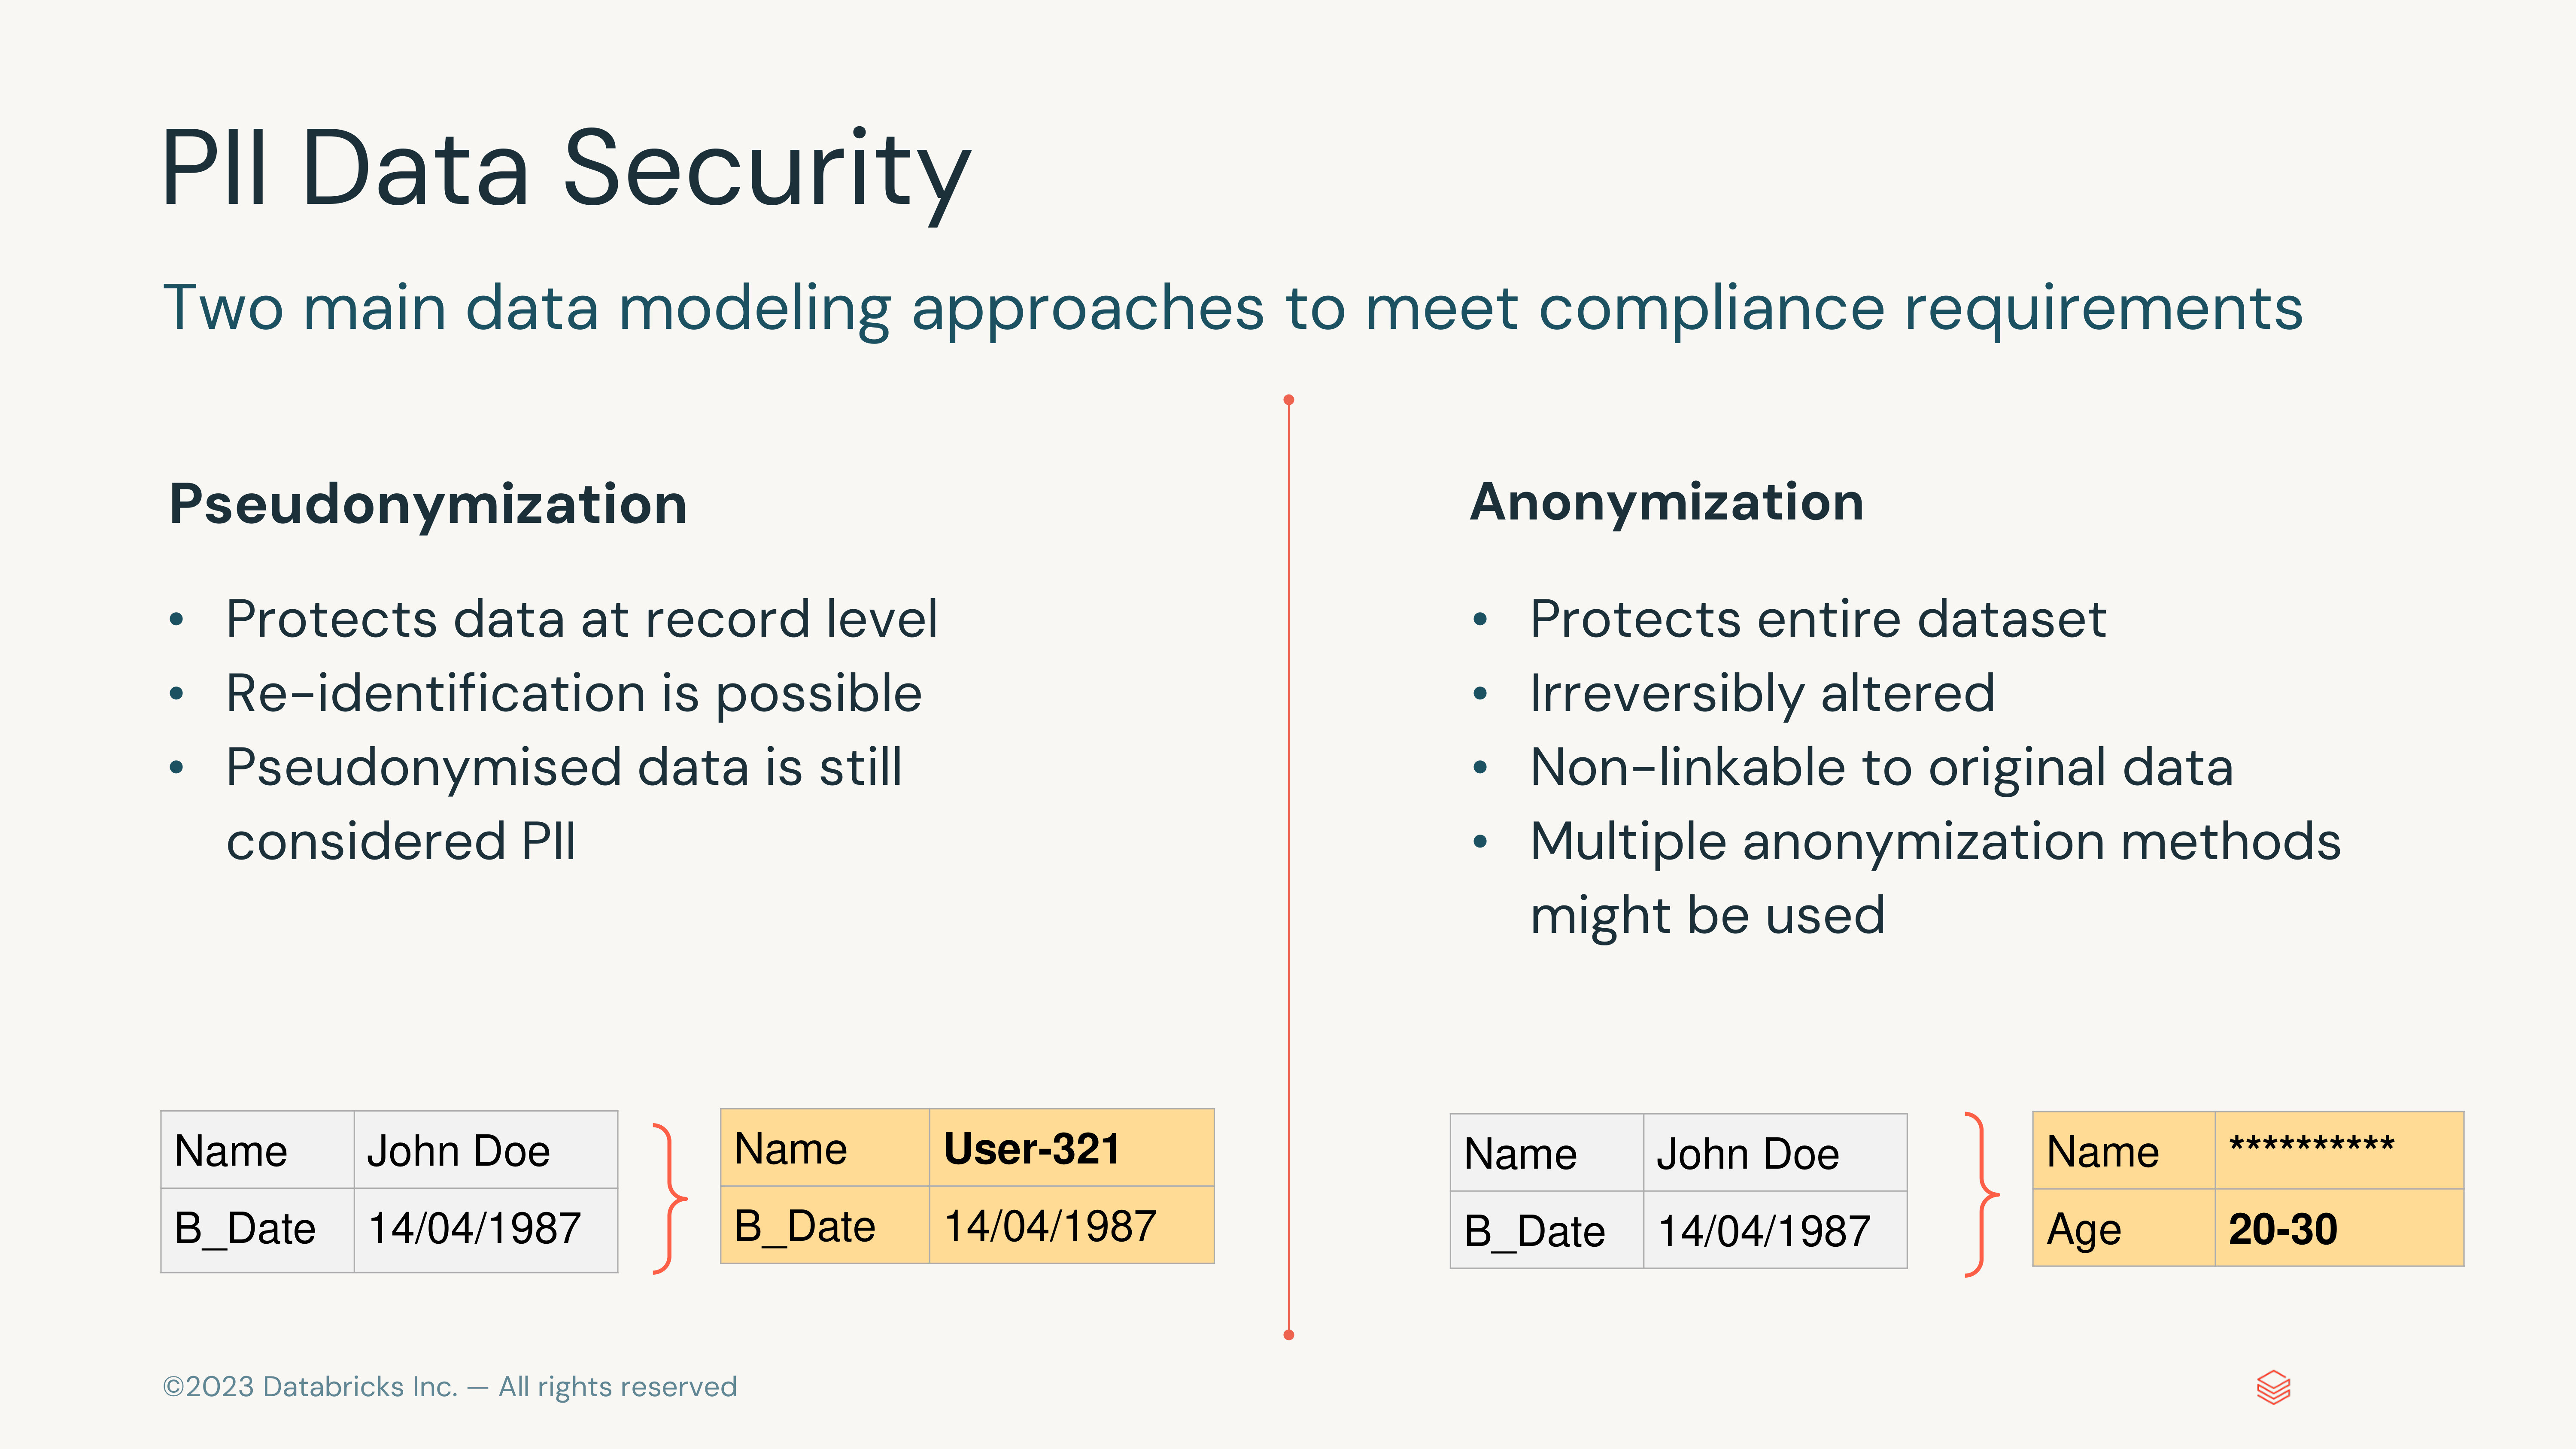 PII Data Security
Two main data modeling approaches to meet compliance requirements
Pseudonymization
• Protects data at record level
• Re-identification is possible
• Pseudonymised data is still
considered PII
Name John Doe
B_Date 14/04/1987
Name User-321
B_Date 14/04/1987
Anonymization
• Protects entire dataset
• Irreversibly altered
• Non-linkable to original data
• Multiple anonymization methods
might be used
Name John Doe
B_Date 14/04/1987
Name **********
Age 20-30
©2023 Databricks Inc. — All rights reserved